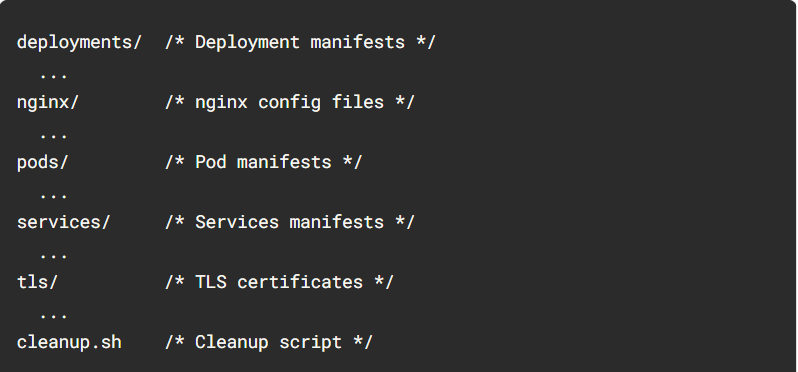 deployments/  /* Deployment manifests */
  ...
nginx/        /* nginx config files */
  ...
pods/         /* Pod manifests */
  ...
services/     /* Services manifests */
  ...
tls/          /* TLS certificates */
  ...
cleanup.sh    /* Cleanup script */